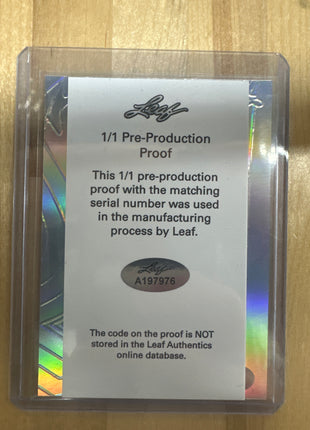 Leaf
1/1 Pre-Production
Proof
This 1/1 pre-production
proof with the matching
serial number was used
in the manufacturing
process by Leaf.
Leaf
A197976
The code on the proof is NOT
stored in the Leaf Authentics
online database.